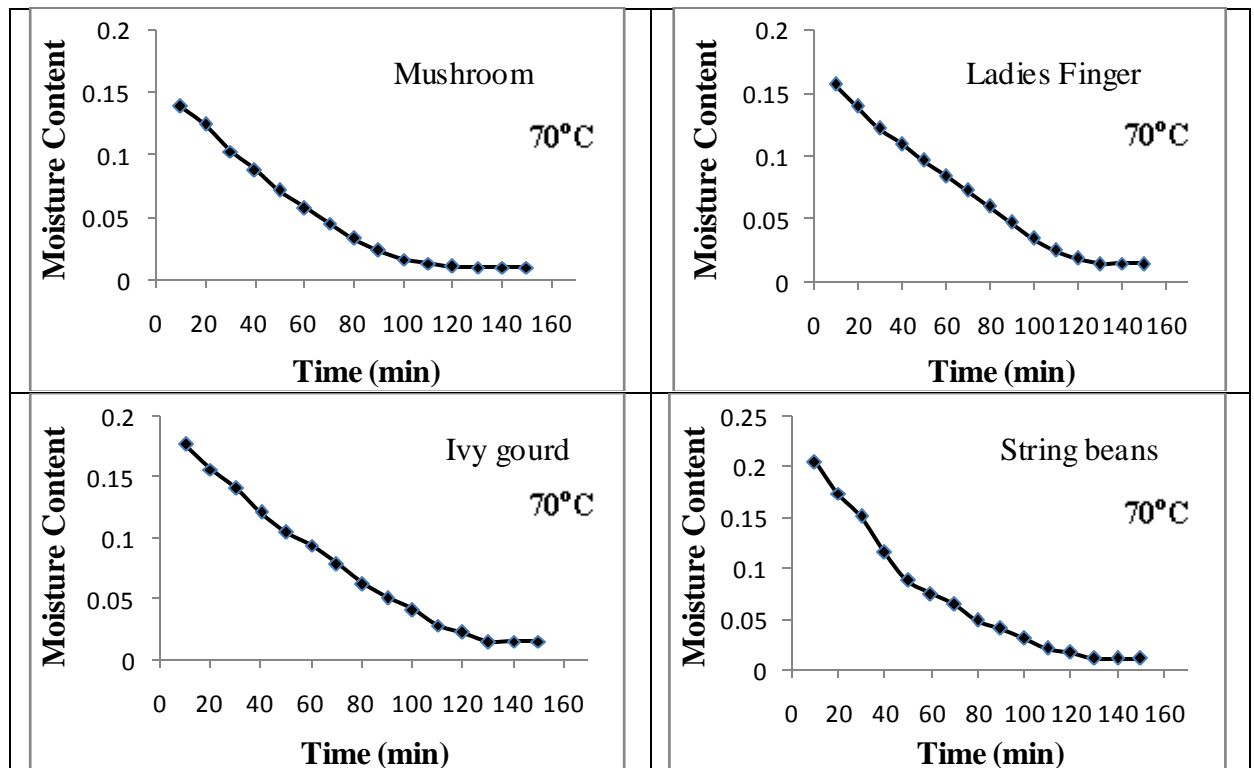 0.2
Mushroom
0.15
70°C
0.1
0.05
0
Moisture Content
0 20 40 60 80 100 120 140 160
Time (min)
0.2
Ladies Finger
0.15
70°C
0.1
0.05
0
Moisture Content
0 20 40 60 80 100 120 140 160
Time (min)
0.2
Ivy gourd
0.15
70°C
0.1
0.05
0
Moisture Content
0 20 40 60 80 100 120 140 160
Time (min)
0.25
String beans
0.2
70°C
0.15
0.1
0.05
0
Moisture Content
0 20 40 60 80 100 120 140 160
Time (min)